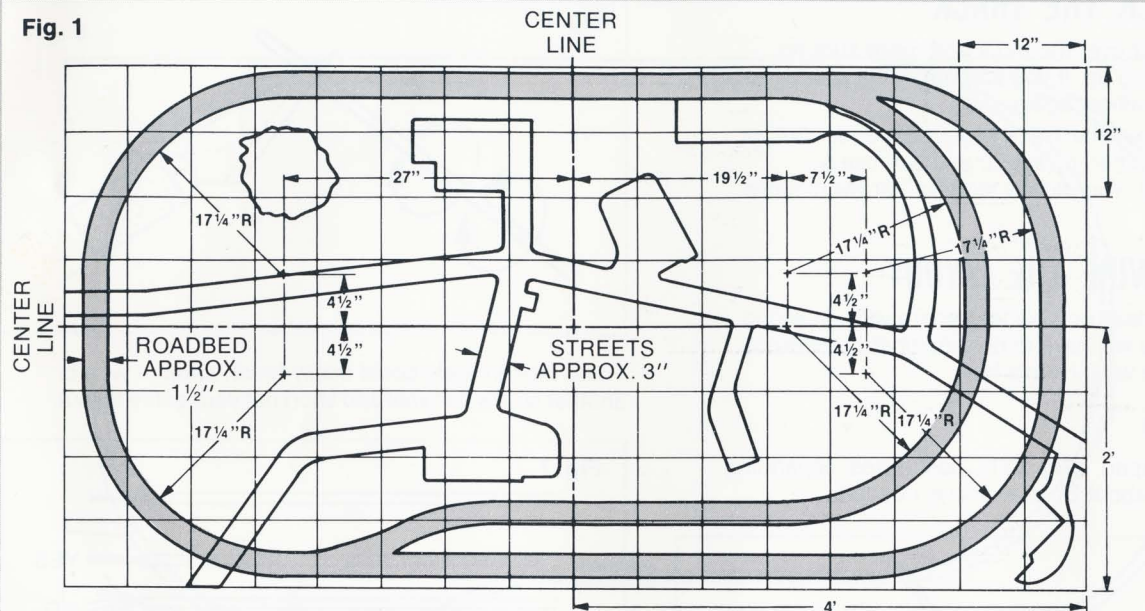 Fig. 1
CENTER
LINE
12"
12"
27"
19½"
7½"
17¼"R
17¼"R
17¼"R
4½"
4½"
CENTER
LINE
ROADBED
APPROX.
1½"
4½"
STREETS
APPROX. 3"
4½"
17¼"R
17¼"R
17¼"R
2'
4'